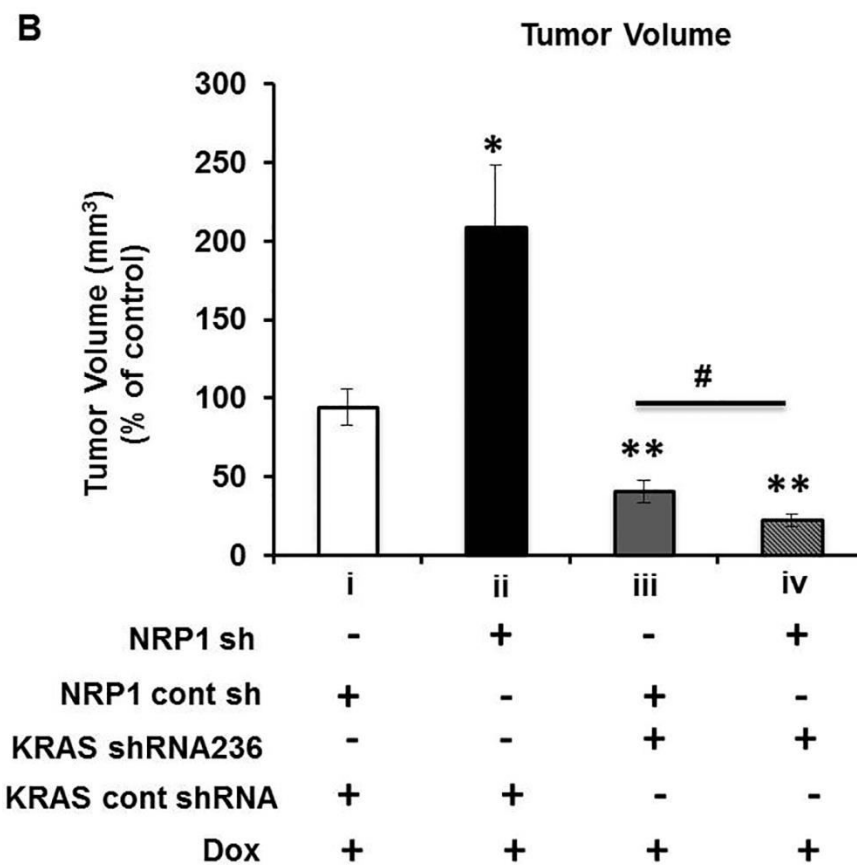 B
Tumor Volume
Tumor Volume (mm³)
(% of control)
300
250
200
150
100
50
0
*
**
#
**
i ii iii iv
NRP1 sh - + - +
NRP1 cont sh + - + -
KRAS shRNA236 - - + +
KRAS cont shRNA + + - -
Dox + + + +